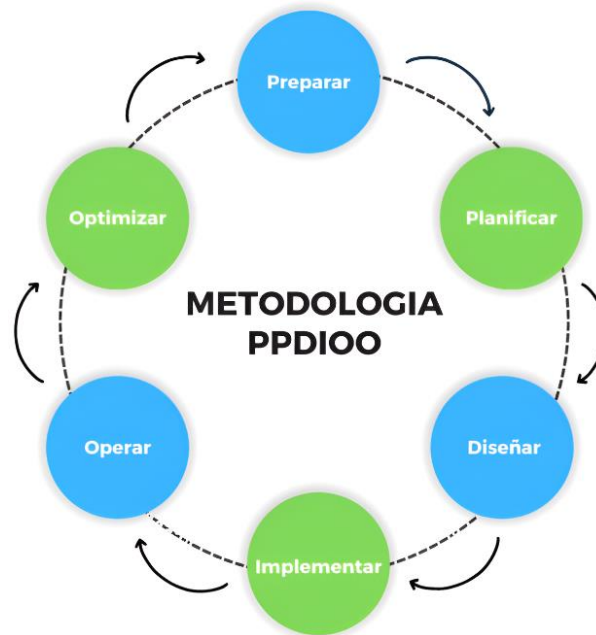 Preparar
Optimizar
Planificar
METODOLOGIA
PPDIOO
Operar
Diseñar
Implementar